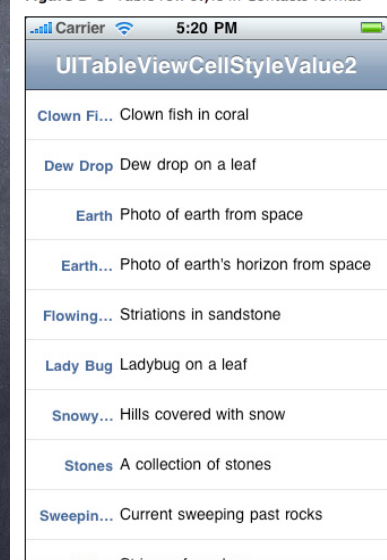 Carrier 5:20 PM
UITableViewCellStyleValue2
Clown Fi... Clown fish in coral
Dew Drop Dew drop on a leaf
Earth Photo of earth from space
Earth... Photo of earth's horizon from space
Flowing... Striations in sandstone
Lady Bug Ladybug on a leaf
Snowy... Hills covered with snow
Stones A collection of stones
Sweepin... Current sweeping past rocks